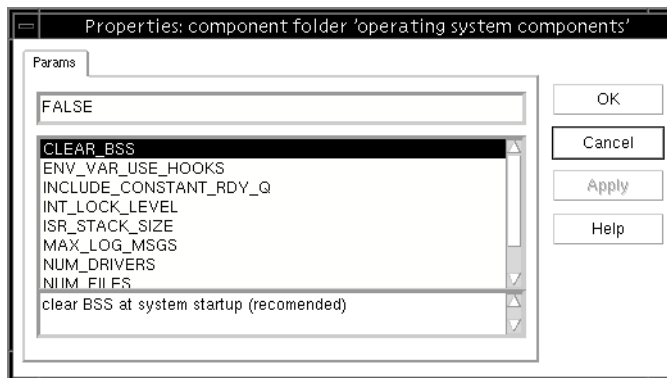 Properties: component folder 'operating system components'
Params
FALSE
CLEAR_BSS
ENV_VAR_USE_HOOKS
INCLUDE_CONSTANT_RDY_Q
INT_LOCK_LEVEL
ISR_STACK_SIZE
MAX_LOG_MSGS
NUM_DRIVERS
NUM_FILES
clear BSS at system startup (recomended)
OK
Cancel
Apply
Help